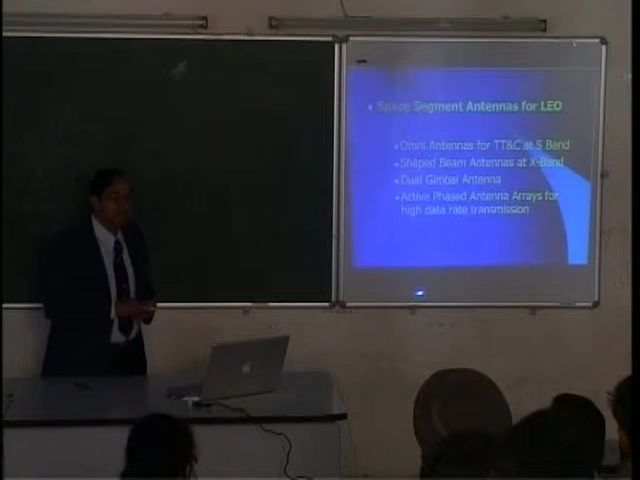 Space Segment Antennas for LEO
Omni Antennas for TT&C at S Band
Shaped Beam Antennas at X-Band
Dual Gimbal Antenna
Active Phased Antenna Arrays for
high data rate transmission